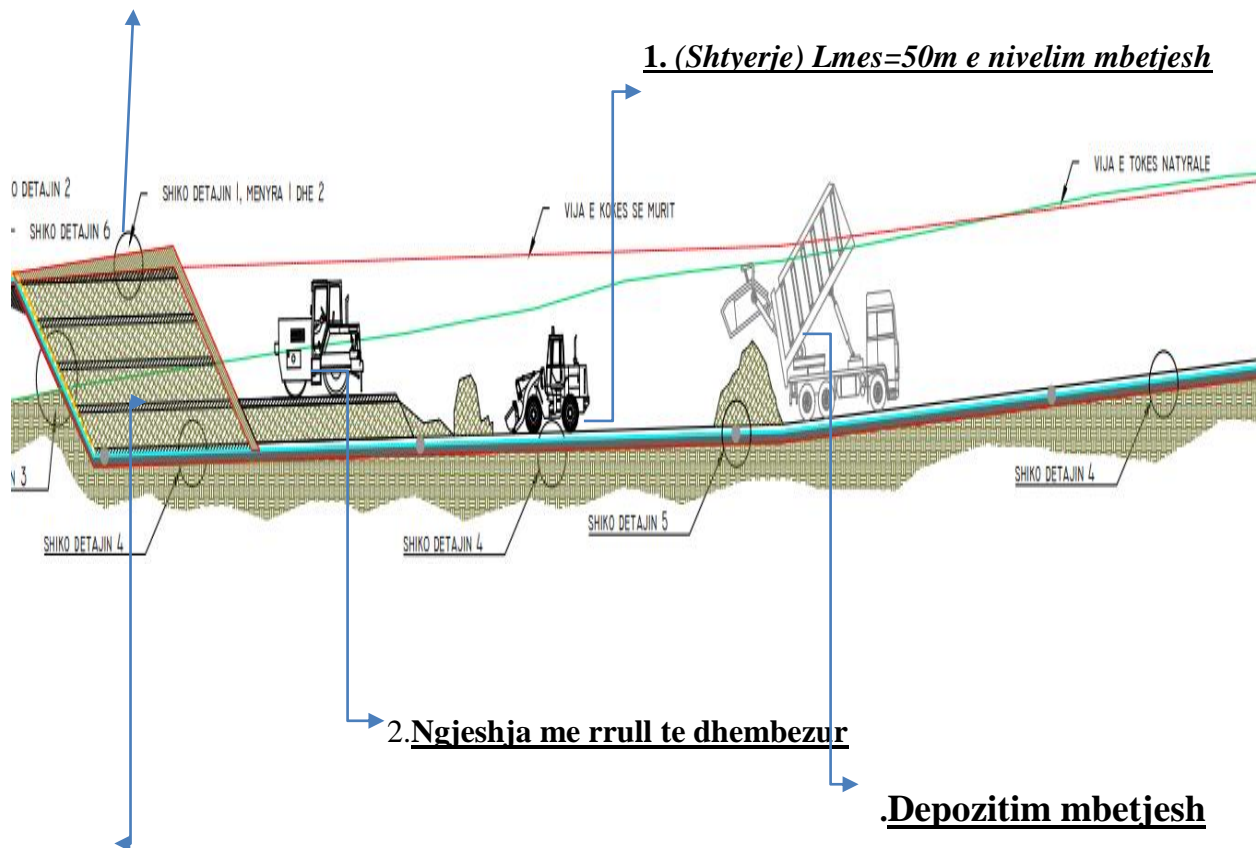 1. (Shtyerje) Lmes=50m e nivelim mbetjesh
VIJA E TOKES NATYRALE
O DETAJIN 2
SHIKO DETAJIN 1, MENYRA 1 DHE 2
VIJA E KOKES SE MURIT
SHIKO DETAJIN 6
N 3
SHIKO DETAJIN 4
SHIKO DETAJIN 5
SHIKO DETAJIN 4
SHIKO DETAJIN 4
2.Ngjeshja me rrull te dhembezur
.Depozitim mbetjesh